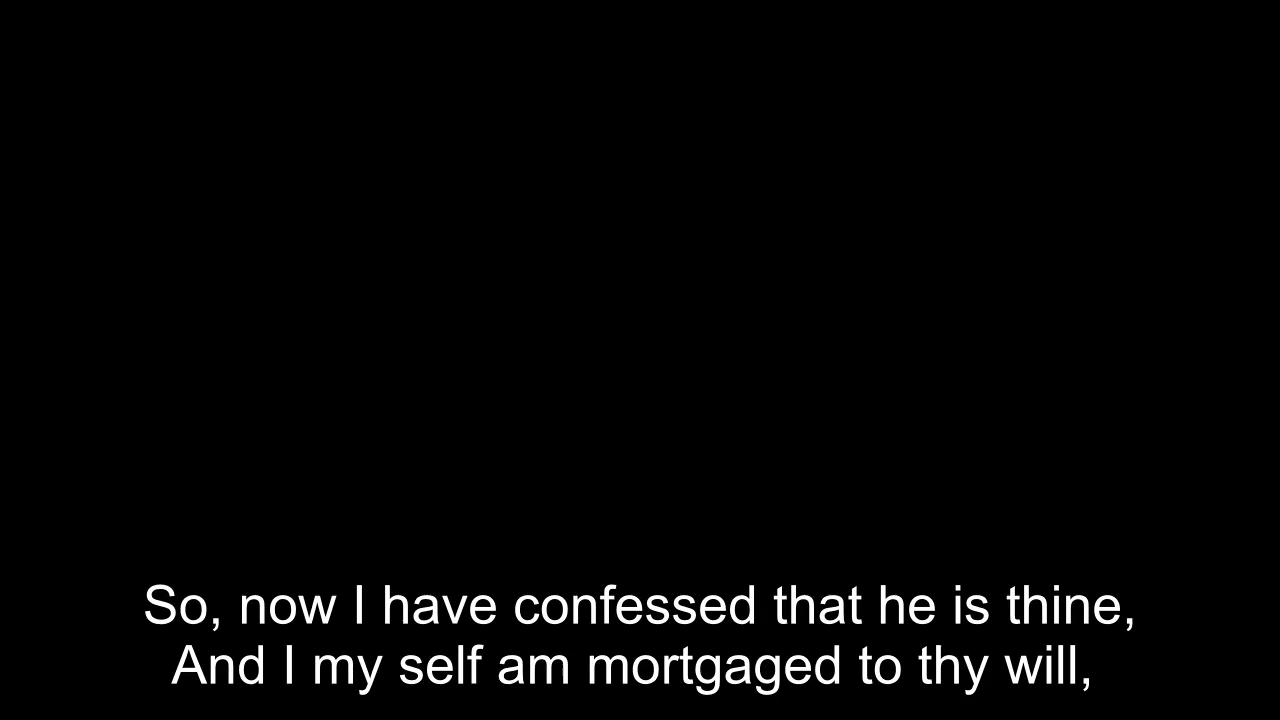 So, now I have confessed that he is thine,
And I my self am mortgaged to thy will,